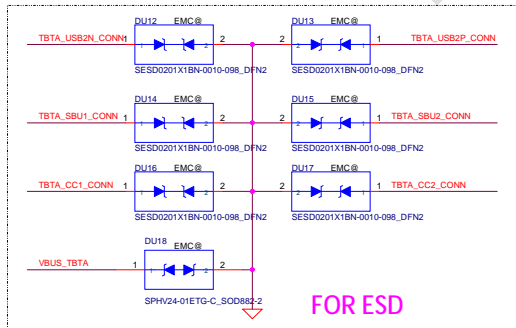 DU12 EMC@ DU13 EMC@
TBTA_USB2N_CONN 1 1 2 2 2 2 1 1 TBTA_USB2P_CONN
SESD0201X1BN-0010-098_DFN2 SESD0201X1BN-0010-098_DFN2
DU14 EMC@ DU15 EMC@
TBTA_SBU1_CONN 1 1 2 2 2 2 1 1 TBTA_SBU2_CONN
SESD0201X1BN-0010-098_DFN2 SESD0201X1BN-0010-098_DFN2
DU16 EMC@ DU17 EMC@
TBTA_CC1_CONN 1 1 2 2 2 2 1 1 TBTA_CC2_CONN
SESD0201X1BN-0010-098_DFN2 SESD0201X1BN-0010-098_DFN2
DU18 EMC@
VBUS_TBTA 1 1 2 2
SPHV24-01ETG-C_SOD882-2
FOR ESD